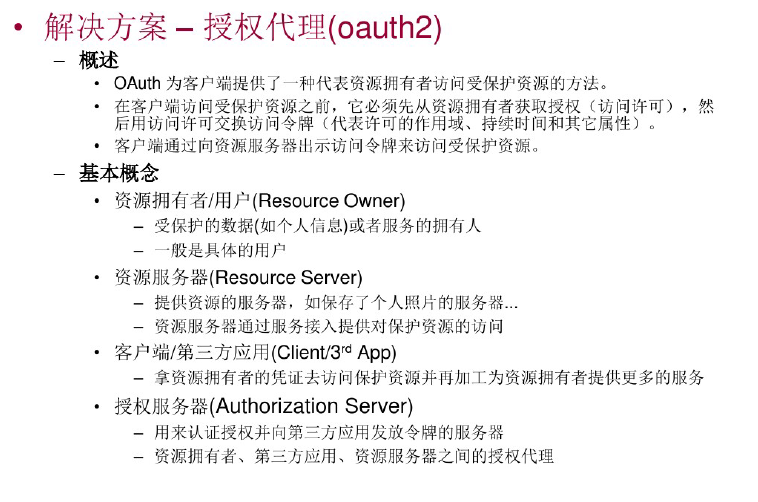 • 解决方案 – 授权代理(oauth2)
– 概述
• OAuth 为客户端提供了一种代表资源拥有者访问受保护资源的方法。
• 在客户端访问受保护资源之前，它必须先从资源拥有者获取授权（访问许可），然
后用访问许可交换访问令牌（代表许可的作用域、持续时间和其它属性）。
• 客户端通过向资源服务器出示访问令牌来访问受保护资源。
– 基本概念
• 资源拥有者/用户(Resource Owner)
– 受保护的数据(如个人信息)或者服务的拥有人
– 一般是具体的用户
• 资源服务器(Resource Server)
– 提供资源的服务器，如保存了个人照片的服务器...
– 资源服务器通过服务接入提供对保护资源的访问
• 客户端/第三方应用(Client/3rd App)
– 拿资源拥有者的凭证去访问保护资源并再加工为资源拥有者提供更多的服务
• 授权服务器(Authorization Server)
– 用来认证授权并向第三方应用发放令牌的服务器
– 资源拥有者、第三方应用、资源服务器之间的授权代理